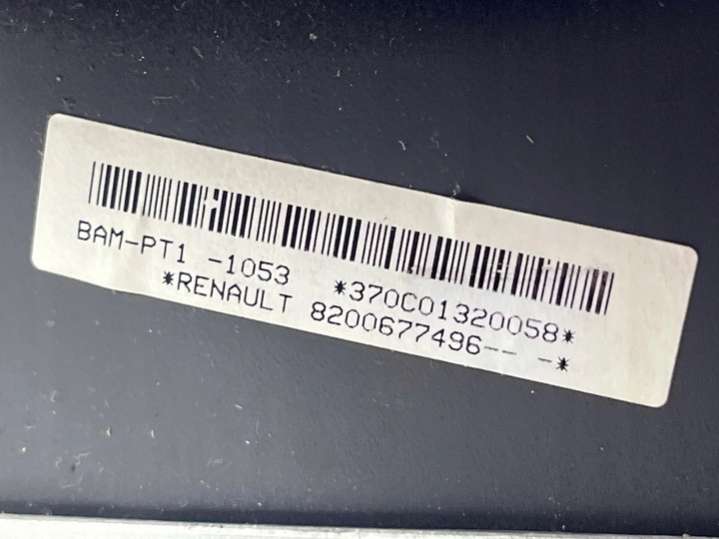 BAM-PT1 -1053 *370C01320058*
*RENAULT 8200677496-- -*